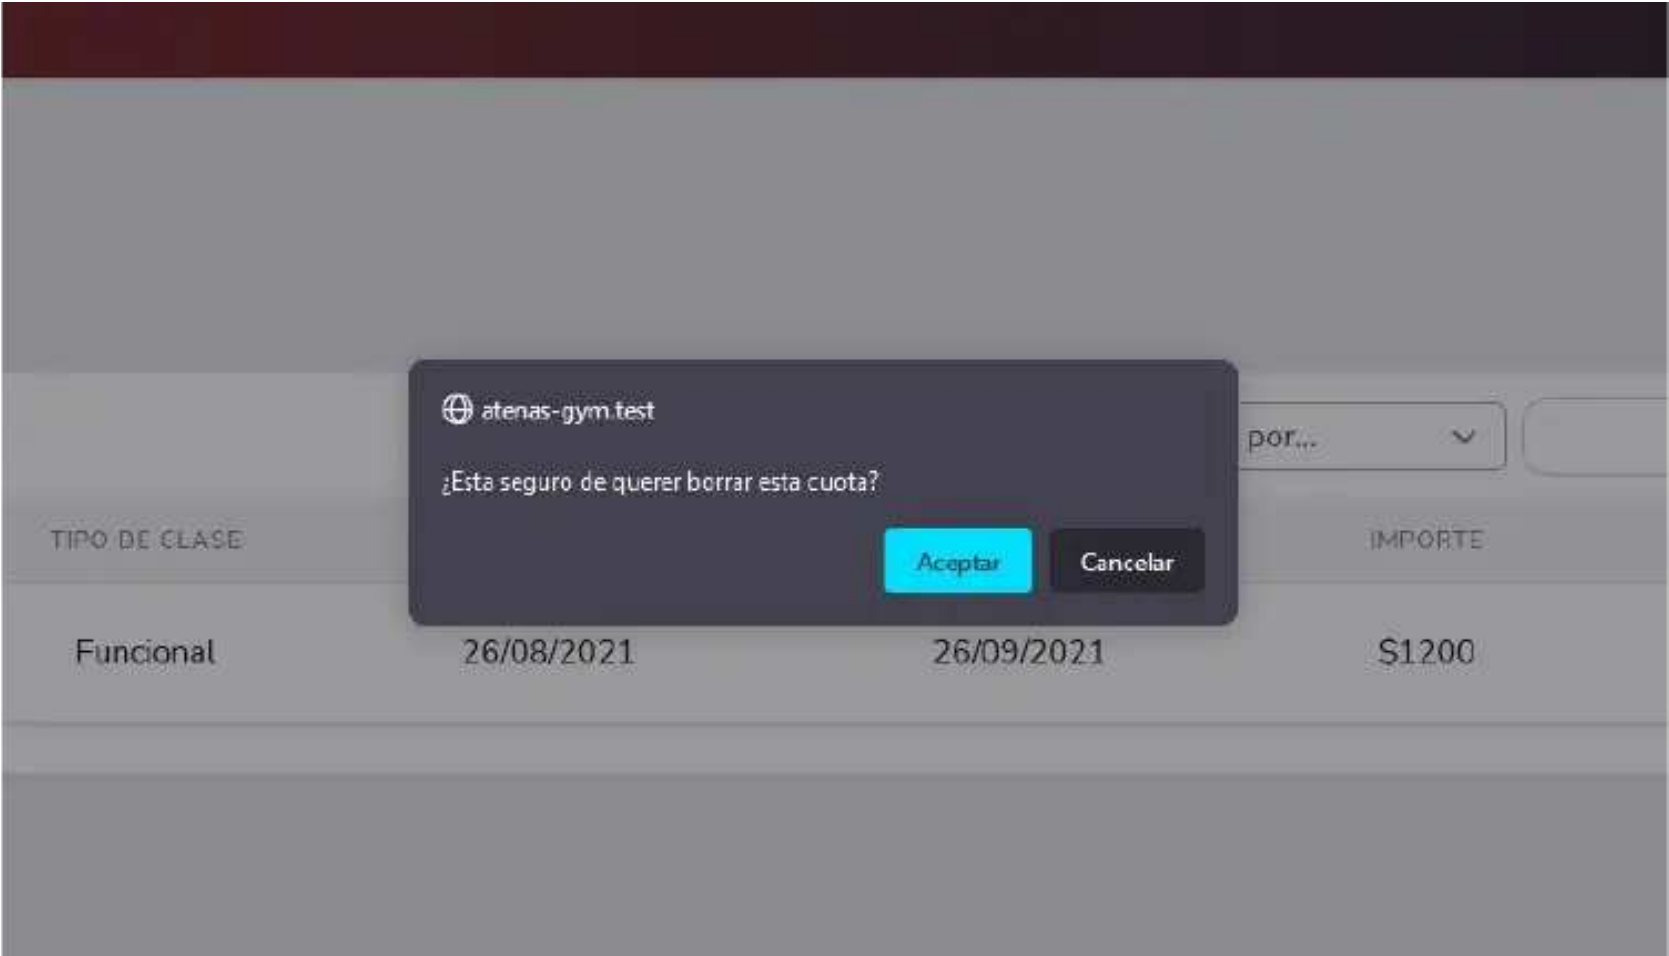 atenas-gym.test
por...
¿Esta seguro de querer borrar esta cuota?
Aceptar Cancelar
TIPO DE CLASE IMPORTE
Funcional 26/08/2021 26/09/2021 $1200